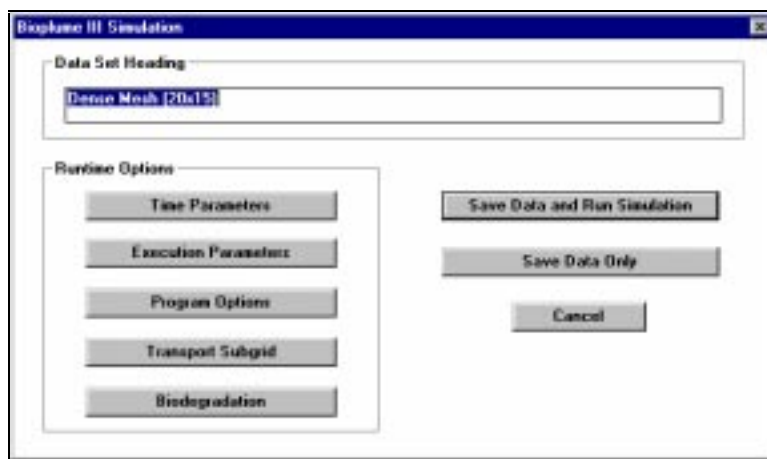 Bioplume III Simulation
Data Set Heading
Dense Mesh (20x15)
Runtime Options
Time Parameters
Execution Parameters
Program Options
Transport Subgrid
Biodegradation
Save Data and Run Simulation
Save Data Only
Cancel